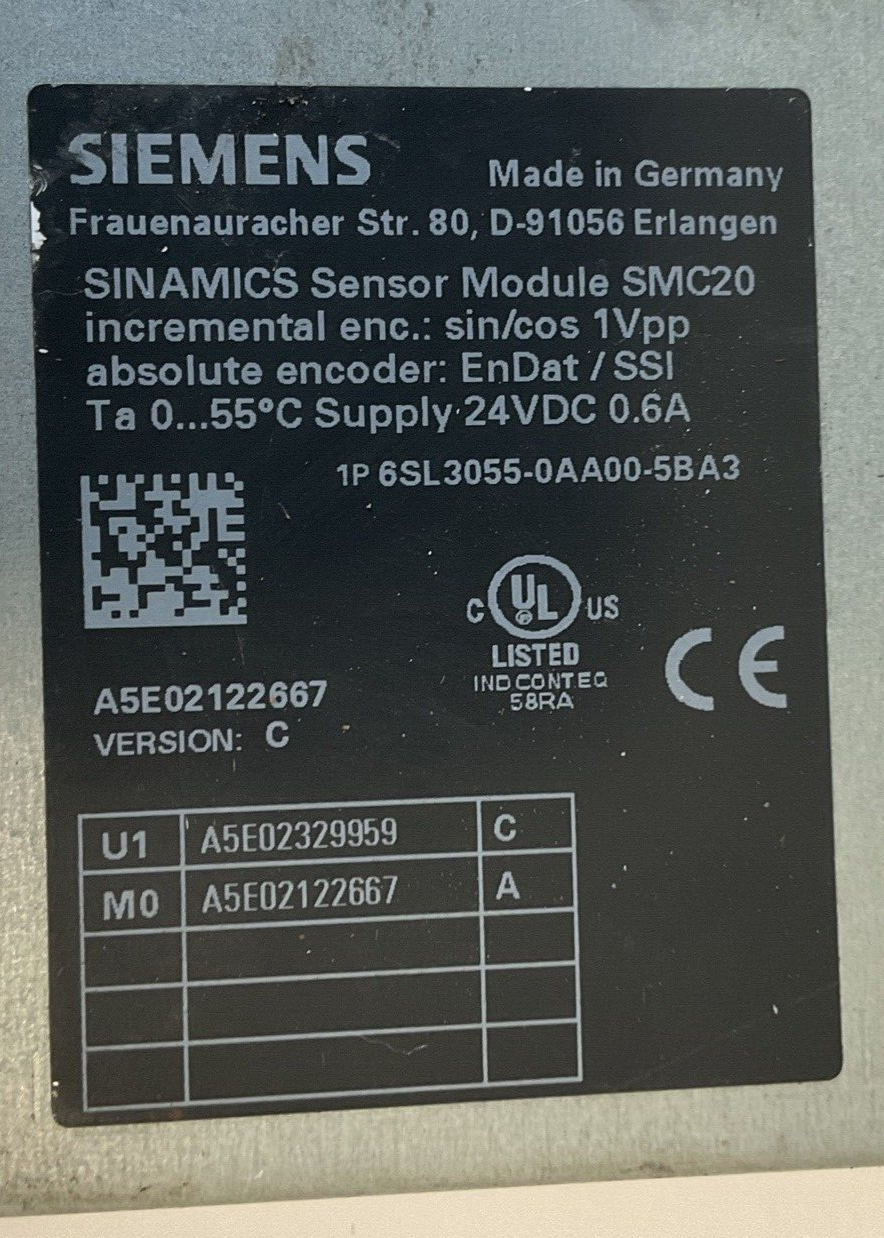 SIEMENS
Made in Germany
Frauenauracher Str. 80, D-91056 Erlangen
SINAMICS Sensor Module SMC20
incremental enc.: sin/cos 1Vpp
absolute encoder: EnDat / SSI
Ta 0...55°C Supply 24VDC 0.6A
1P 6SL3055-0AA00-5BA3
C UL US
LISTED
IND CONT EQ
58RA
CE
A5E02122667
VERSION: C
U1 A5E02329959 C
M0 A5E02122667 A